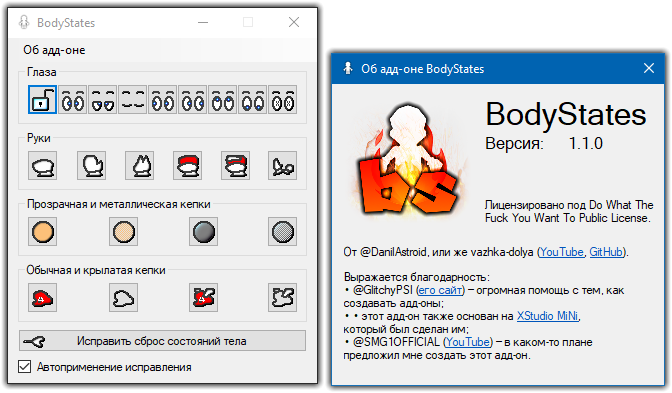 BodyStates
Об адд-оне
Глаза
Руки
Прозрачная и металлическая кепки
Обычная и крылатая кепки
Исправить сброс состояний тела
Автоприменение исправления
Об адд-оне BodyStates
bs
BodyStates
Версия: 1.1.0
Лицензировано под Do What The
Fuck You Want To Public License.
От @DanilAstroid, или же vazhka-dolya (YouTube, GitHub).
Выражается благодарность:
• @GlitchyPSI (его сайт) – огромная помощь с тем, как
создавать адд-оны;
• • этот адд-он также основан на XStudio MiNi,
который был сделан им;
• @SMG1OFFICIAL (YouTube) – в каком-то плане
предложил мне создать этот адд-он.